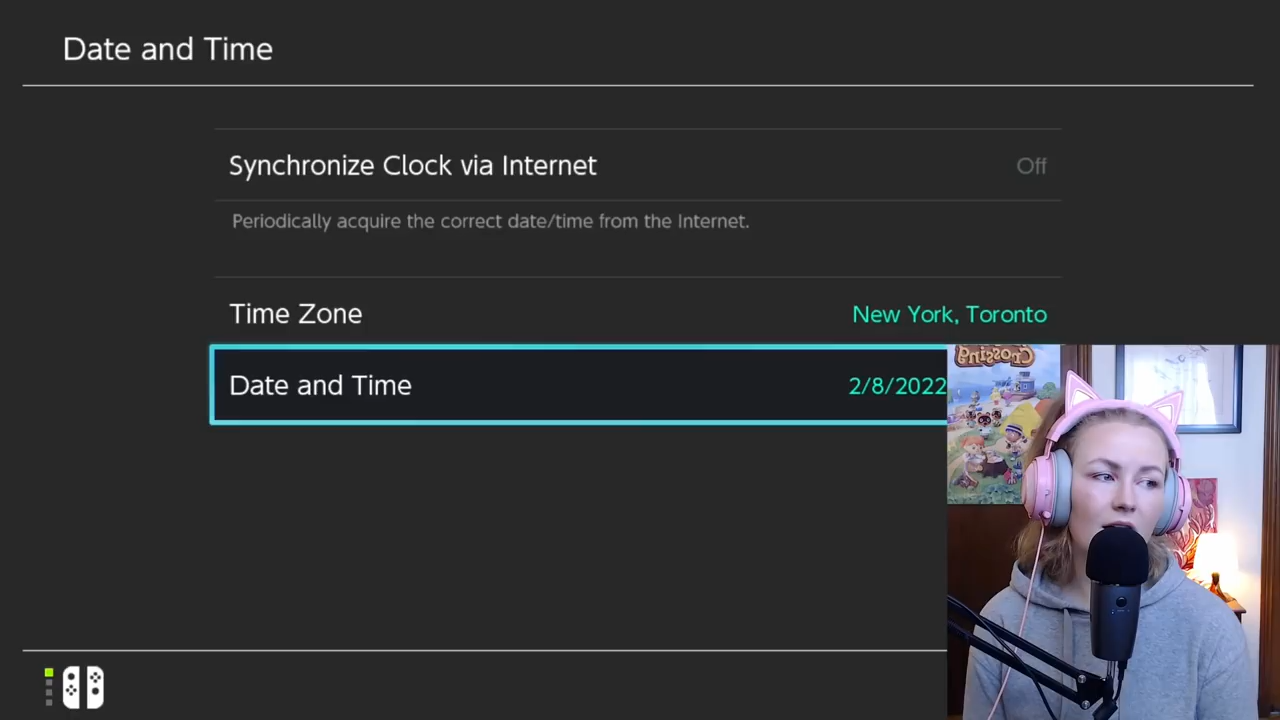 Date and Time
Synchronize Clock via Internet Off
Periodically acquire the correct date/time from the Internet.
Time Zone New York, Toronto
Date and Time 2/8/2022
Crossing